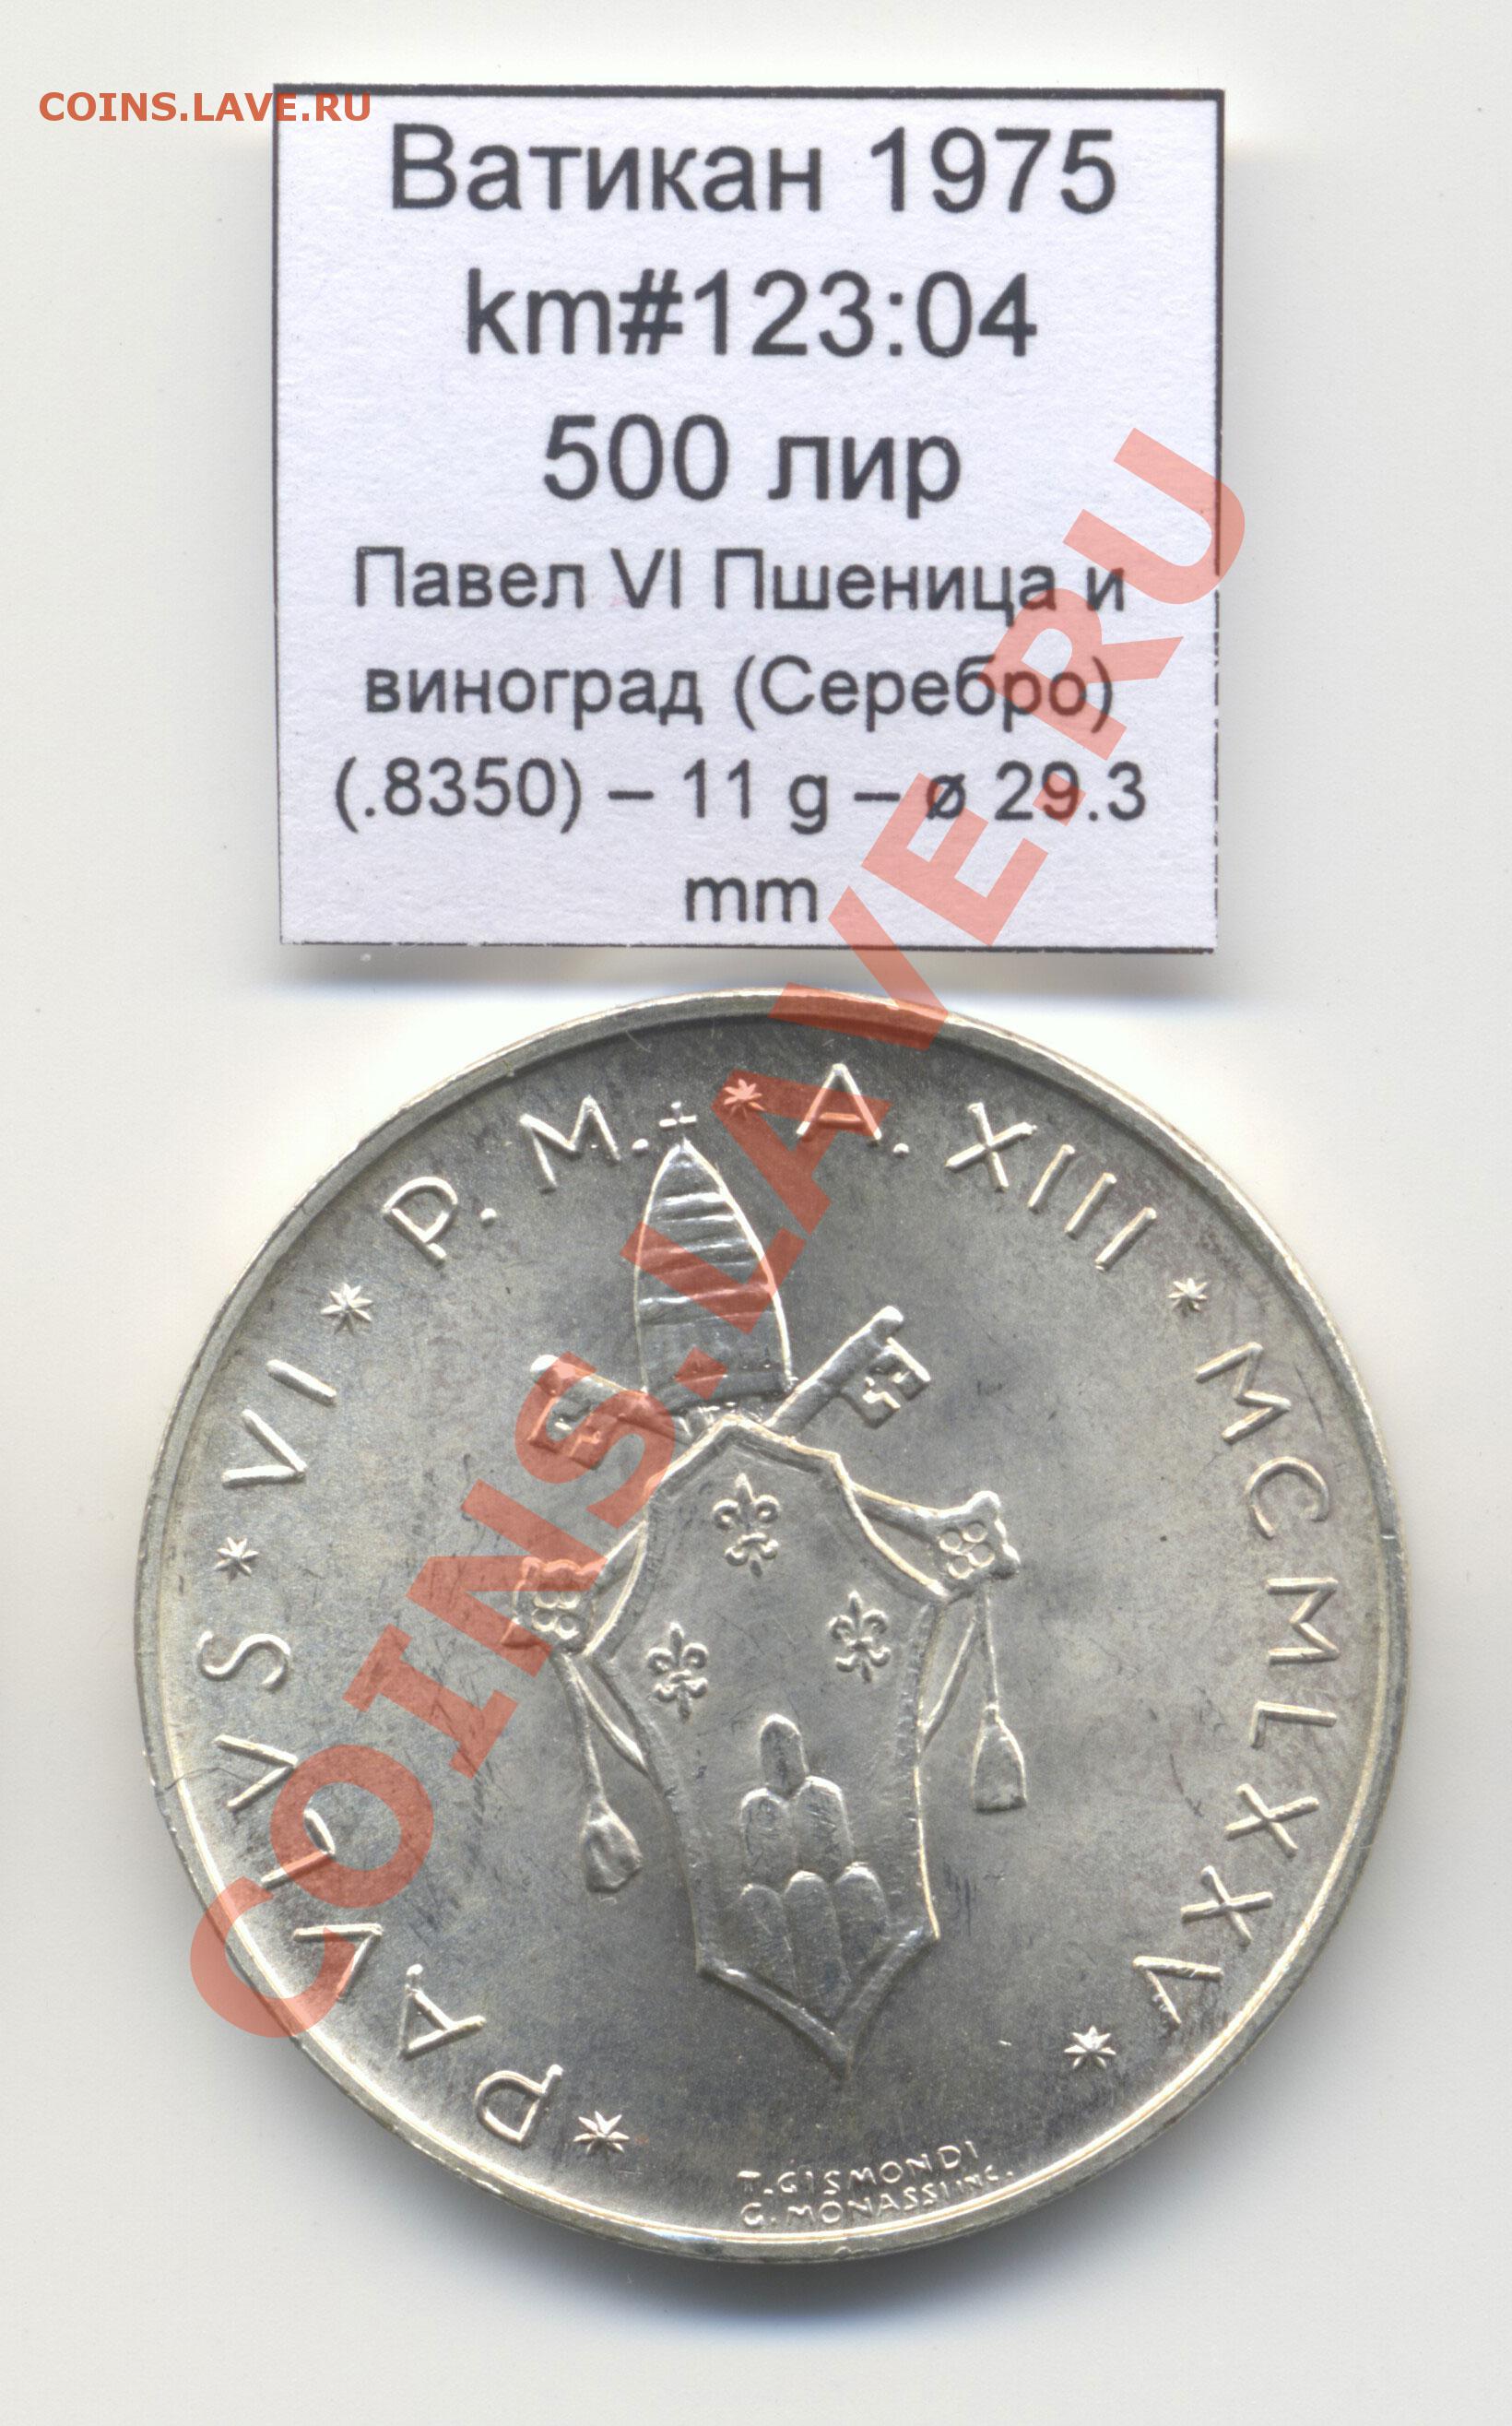 COINS.LAVE.RU
Ватикан 1975
km#123:04
500 лир
Павел VI Пшеница и
виноград (Серебро)
(.8350) – 11 g – ø 29.3
mm
PAVLVS * VI * P. M. * A. XIII * MCMLXXV *
*
T. GISMONDI
G. MONASSI INC.
COINS.LAVE.RU